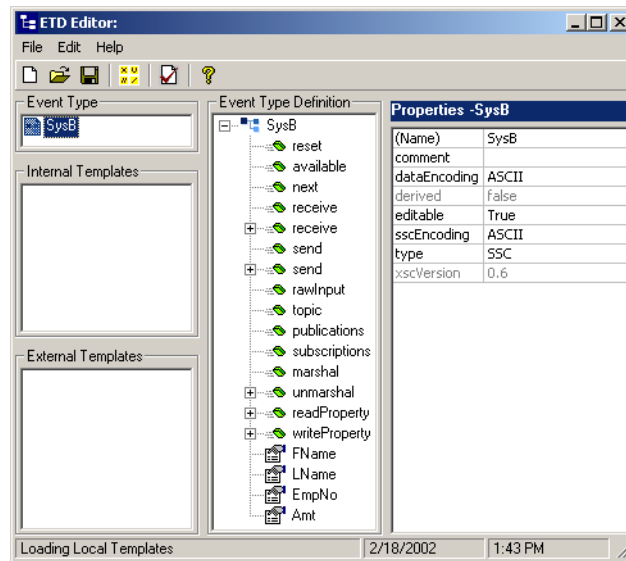 ETD Editor:
File Edit Help
Event Type
SysB
Internal Templates
External Templates
Event Type Definition
SysB
reset
available
next
receive
receive
send
send
rawInput
topic
publications
subscriptions
marshal
unmarshal
readProperty
writeProperty
FName
LName
EmpNo
Amt
Properties -SysB
(Name) SysB
comment
dataEncoding ASCII
derived false
editable True
sscEncoding ASCII
type SSC
xscVersion 0.6
Loading Local Templates 2/18/2002 1:43 PM